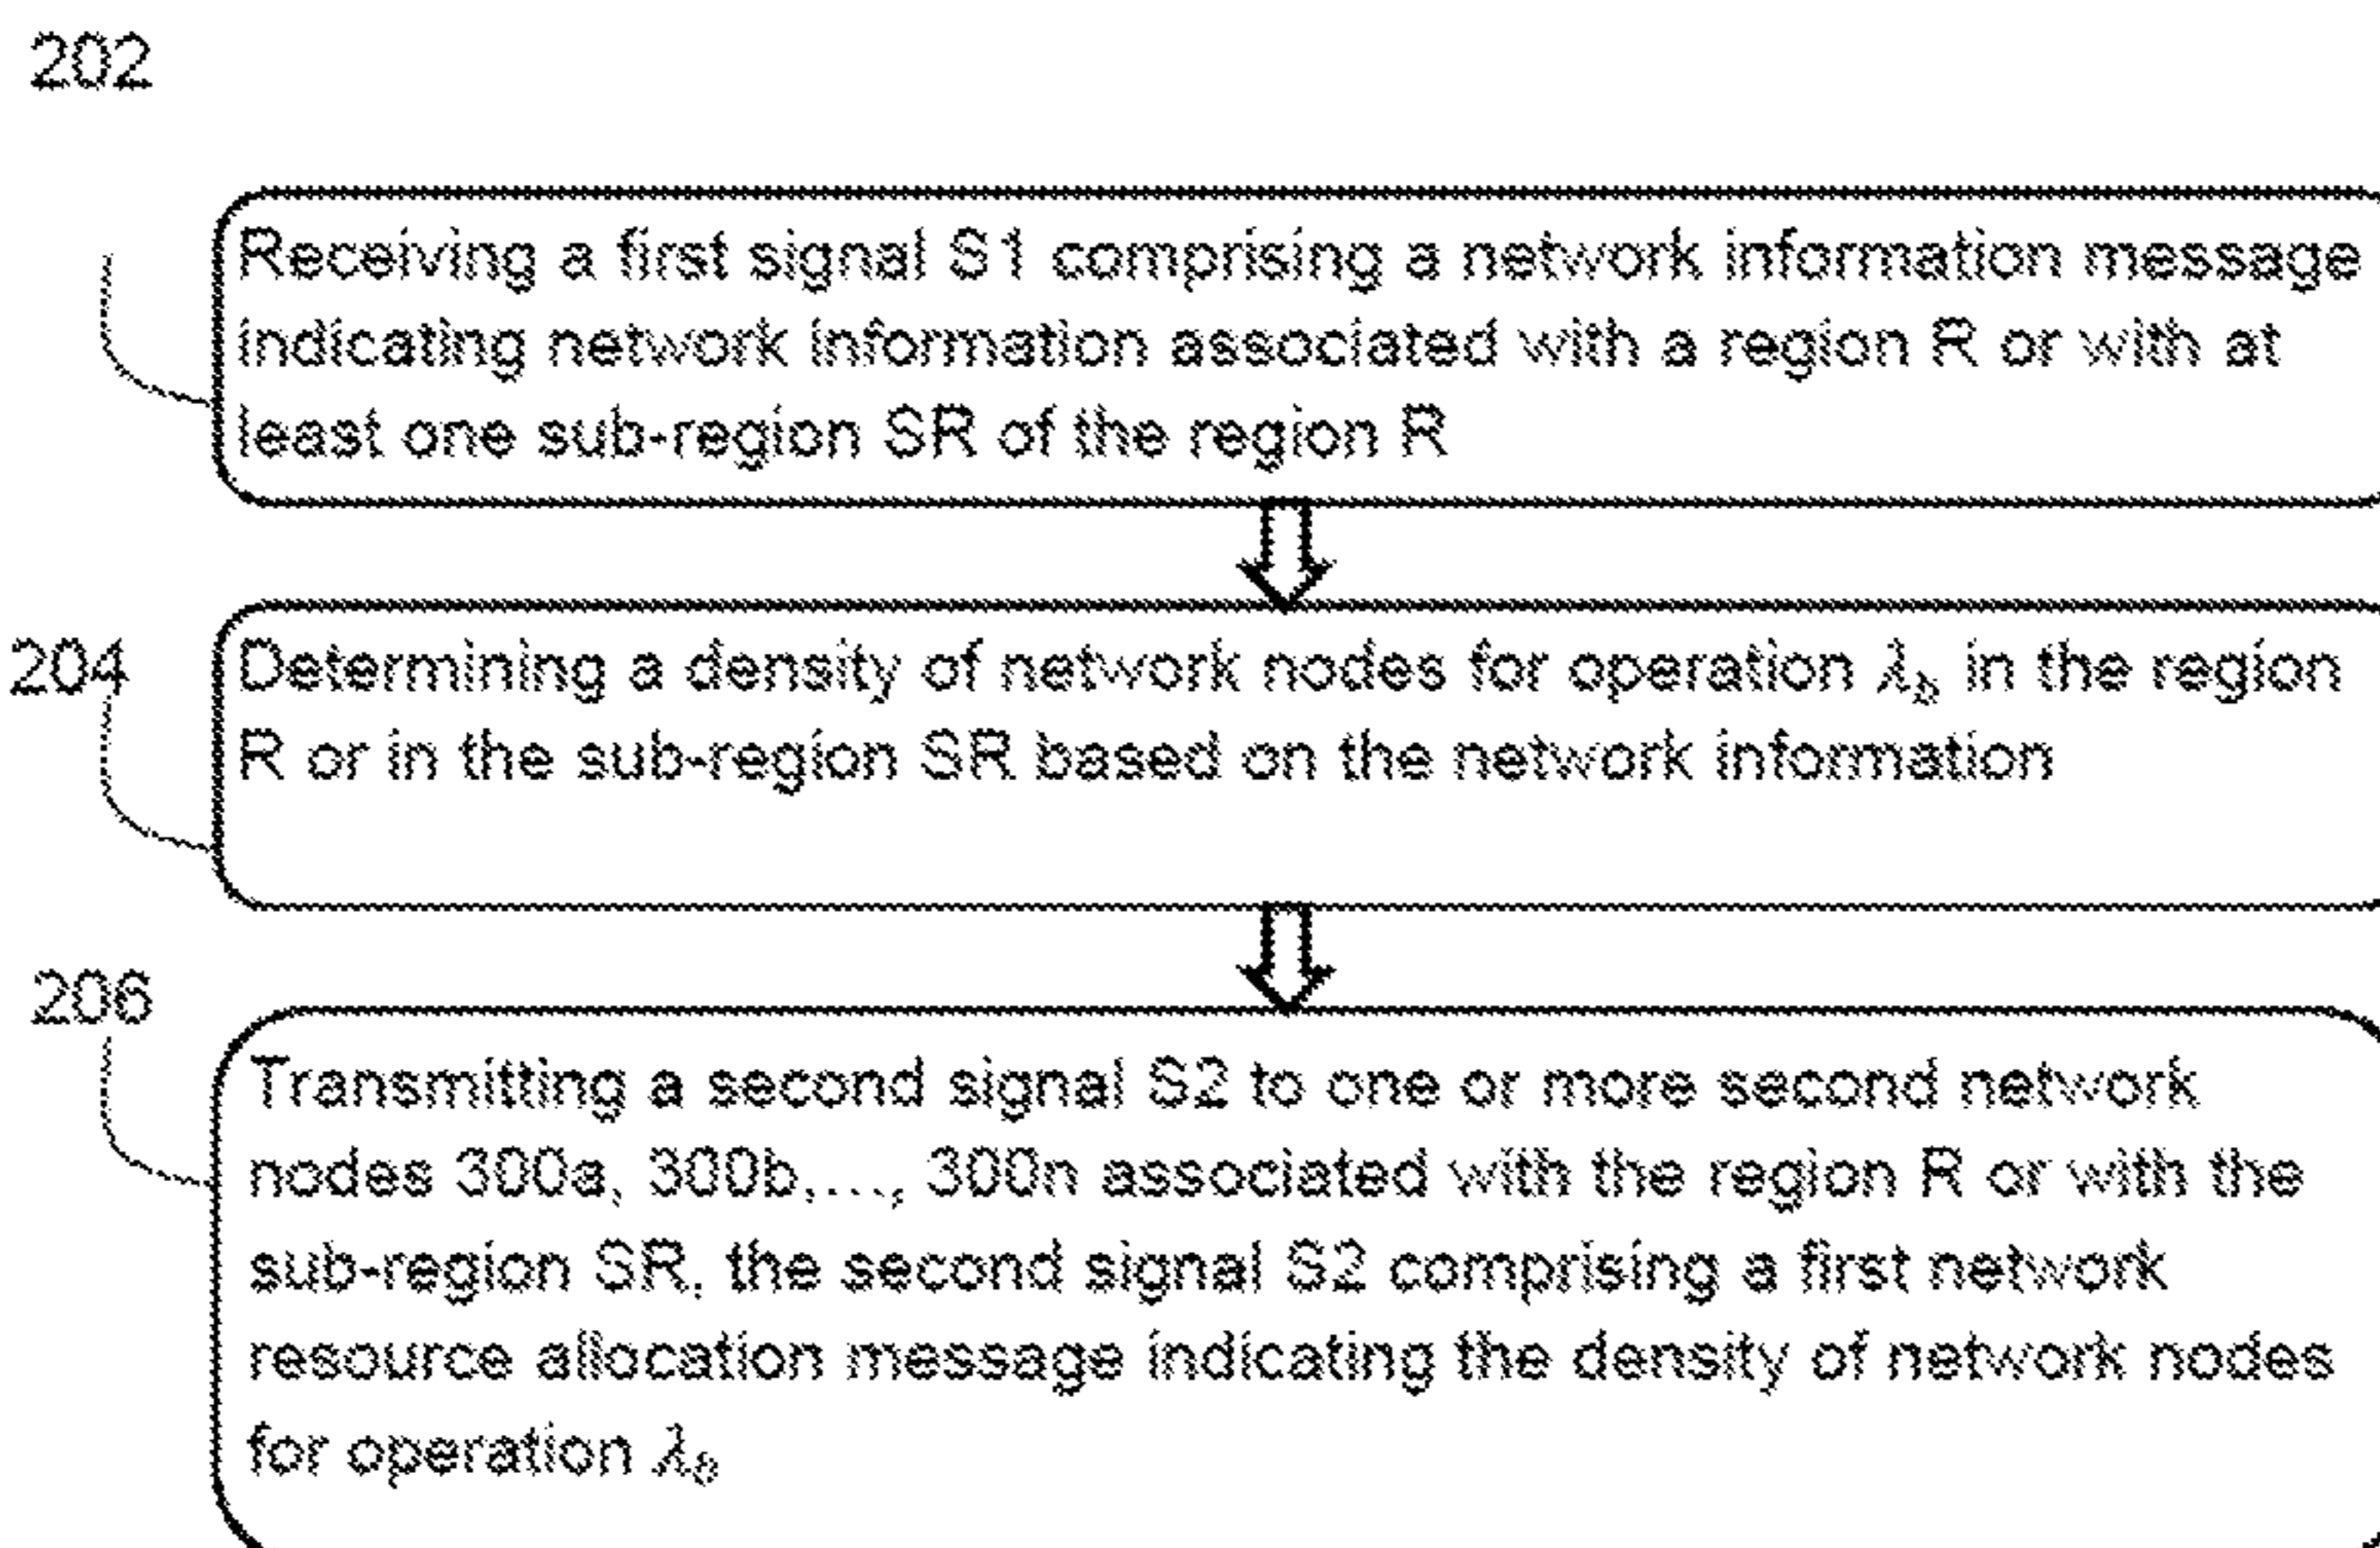 202
Receiving a first signal S1 comprising a network information message
indicating network information associated with a region R or with at
least one sub-region SR of the region R
204
Determining a density of network nodes for operation λb in the region
R or in the sub-region SR based on the network information
206
Transmitting a second signal S2 to one or more second network
nodes 300a, 300b,..., 300n associated with the region R or with the
sub-region SR, the second signal S2 comprising a first network
resource allocation message indicating the density of network nodes
for operation λb